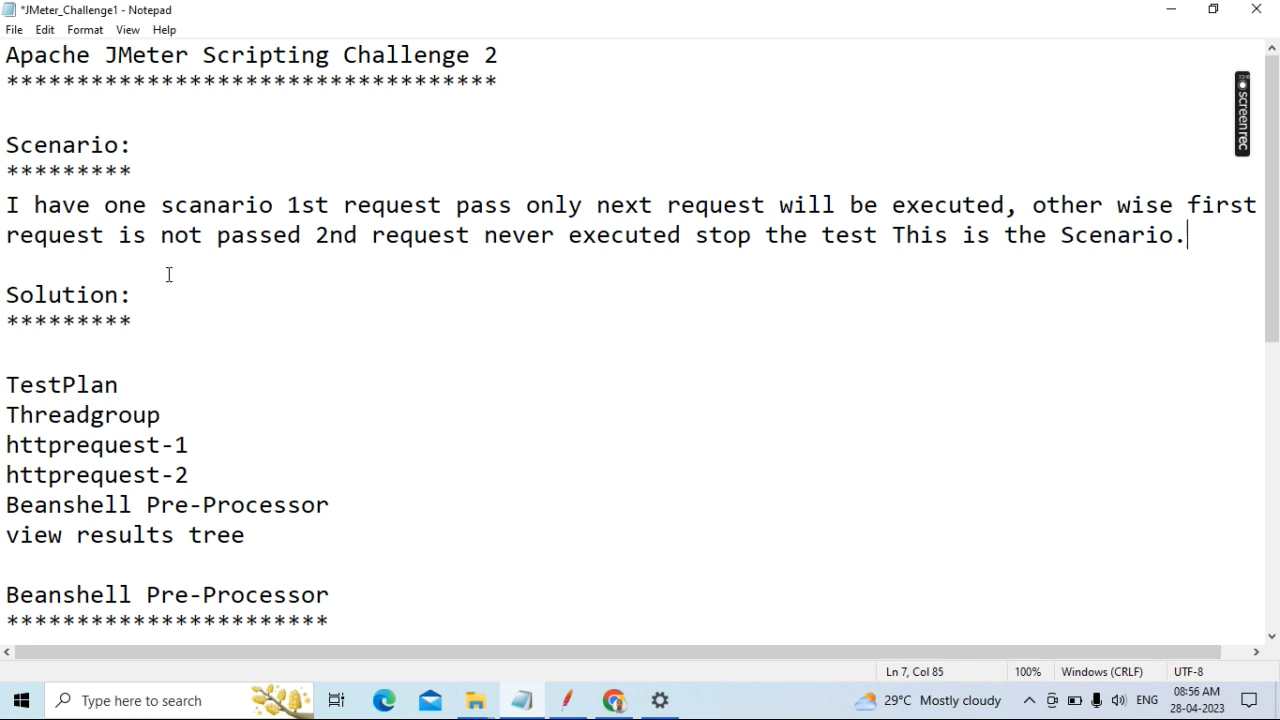 *JMeter_Challenge1 - Notepad
File Edit Format View Help
Apache JMeter Scripting Challenge 2
***********************************
Scenario:
*********
I have one scanario 1st request pass only next request will be executed, other wise first
request is not passed 2nd request never executed stop the test This is the Scenario.
Solution:
*********
TestPlan
Threadgroup
httprequest-1
httprequest-2
Beanshell Pre-Processor
view results tree
Beanshell Pre-Processor
***********************
screenrec
Ln 7, Col 85 100% Windows (CRLF) UTF-8
Type here to search 29°C Mostly cloudy ENG 08:56 AM
28-04-2023